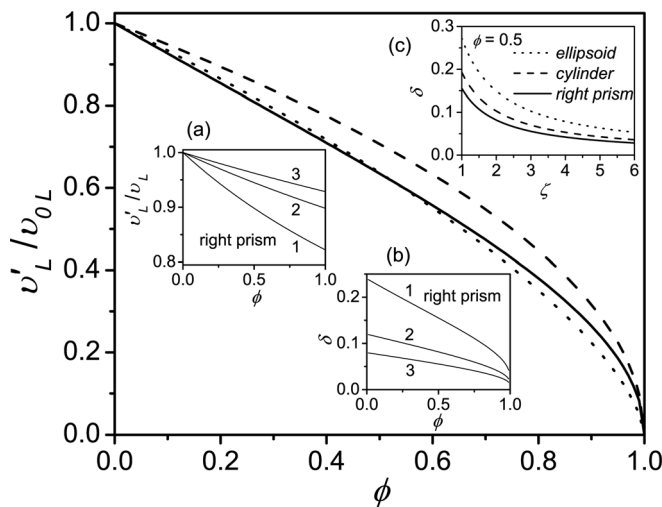 1.0
0.8
0.6
0.4
0.2
0.0
0.0
0.2
0.4
0.6
0.8
1.0
υ′L /υ0L
ϕ
(a)
1.0
0.9
0.8
0.0
0.5
1.0
υ′L /υL
ϕ
3
2
1
right prism
(b)
0.2
0.1
0.0
0.0
0.5
1.0
δ
ϕ
1
right prism
2
3
(c)
0.3
0.2
0.1
0.0
1
2
3
4
5
6
δ
ζ
ϕ = 0.5
ellipsoid
cylinder
right prism